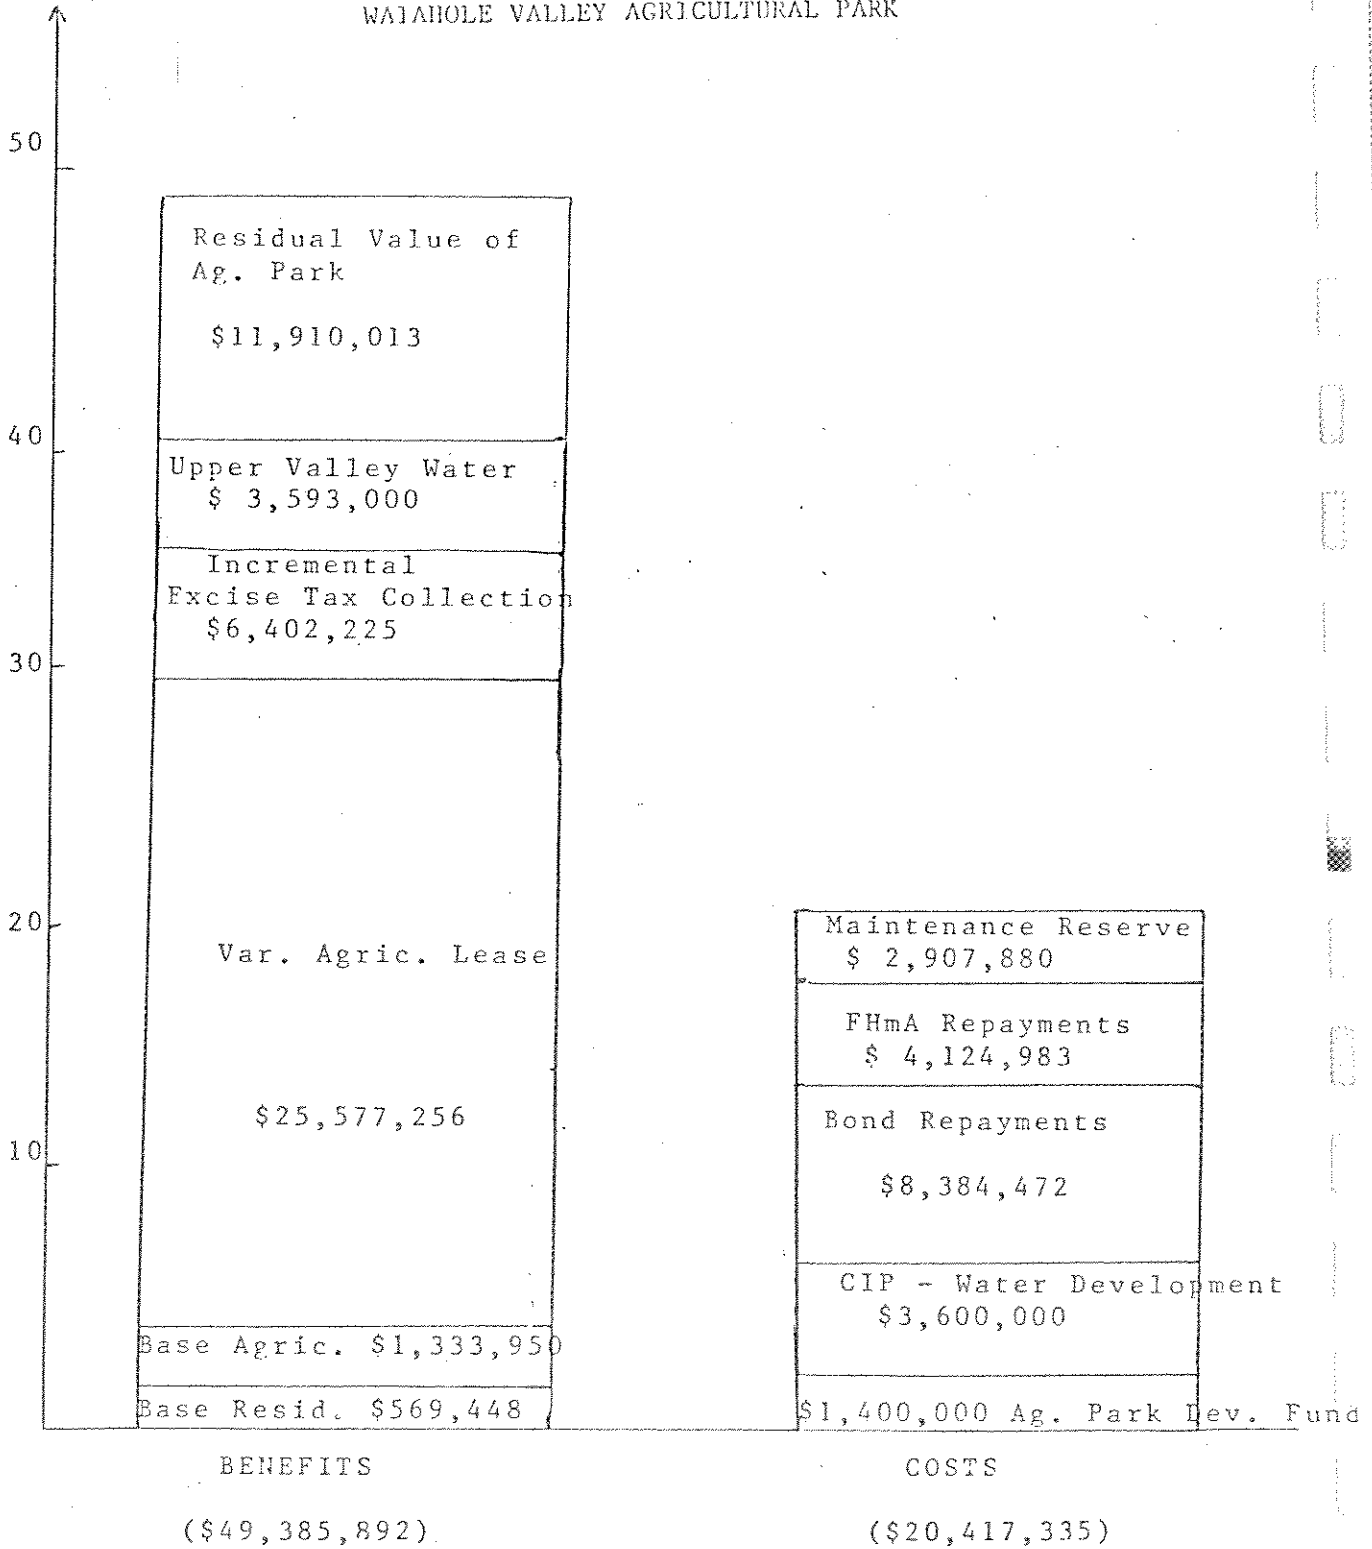 WAIAHOLE VALLEY AGRICULTURAL PARK
50
40
30
20
10
Residual Value of
Ag. Park
$11,910,013
Upper Valley Water
$ 3,593,000
Incremental
Excise Tax Collection
$6,402,225
Var. Agric. Lease
$25,577,256
Base Agric. $1,333,950
Base Resid. $569,448
Maintenance Reserve
$ 2,907,880
FHmA Repayments
$ 4,124,983
Bond Repayments
$8,384,472
CIP - Water Development
$3,600,000
$1,400,000 Ag. Park Dev. Fund
BENEFITS
($49,385,892)
COSTS
($20,417,335)